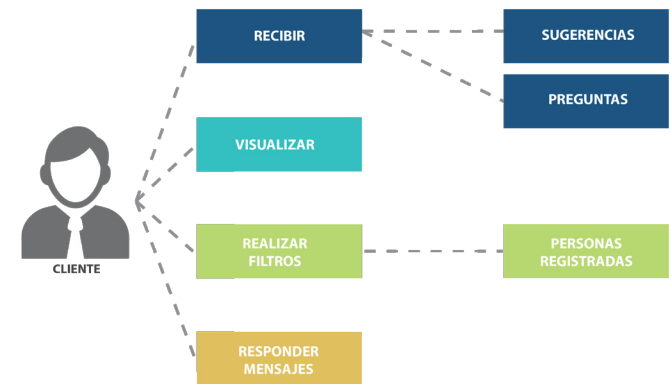 RECIBIR
SUGERENCIAS
PREGUNTAS
VISUALIZAR
REALIZAR
FILTROS
PERSONAS
REGISTRADAS
CLIENTE
RESPONDER
MENSAJES